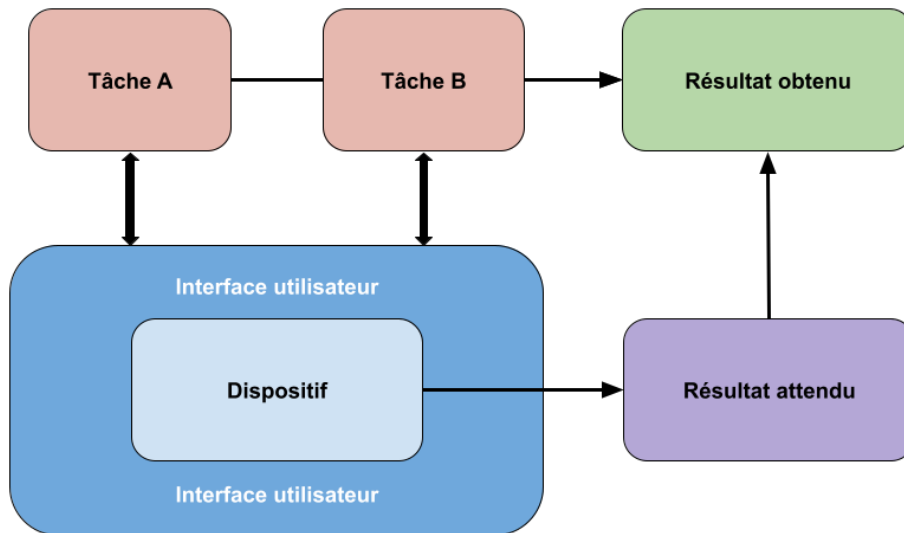 Tâche A
Tâche B
Résultat obtenu
Interface utilisateur
Dispositif
Résultat attendu
Interface utilisateur